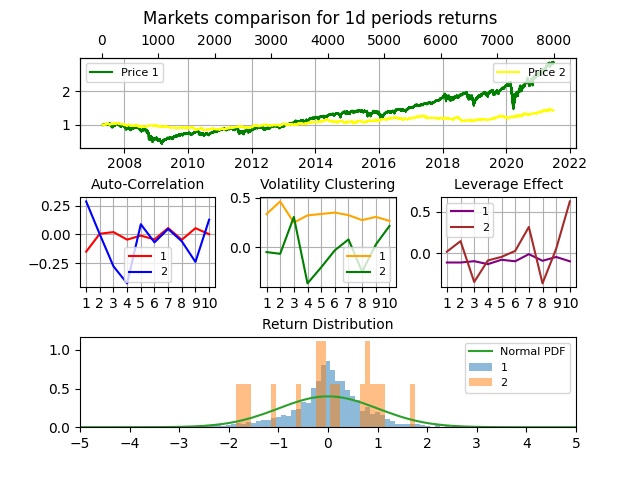 Markets comparison for 1d periods returns
0 1000 2000 3000 4000 5000 6000 7000 8000
Price 1
Price 2
2
1
2008 2010 2012 2014 2016 2018 2020 2022
Auto-Correlation
Volatility Clustering
Leverage Effect
0.25
0.00
−0.25
1
2
1 2 3 4 5 6 7 8 9 10
0.5
0.0
1
2
1 2 3 4 5 6 7 8 9 10
0.5
0.0
1
2
1 2 3 4 5 6 7 8 9 10
Return Distribution
1.0
0.5
0.0
Normal PDF
1
2
−5 −4 −3 −2 −1 0 1 2 3 4 5